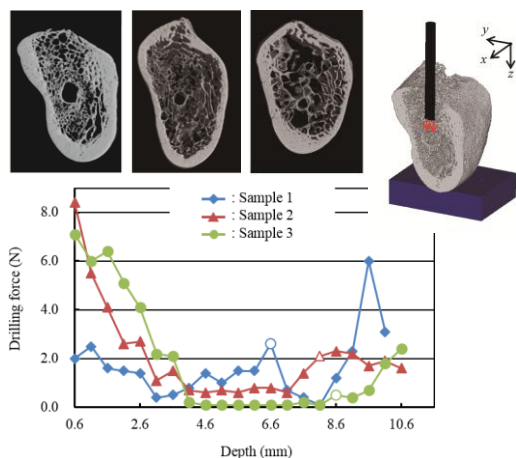 y
x
z
: Sample 1
: Sample 2
: Sample 3
Drilling force (N)
8.0
6.0
4.0
2.0
0.0
0.6 2.6 4.6 6.6 8.6 10.6
Depth (mm)